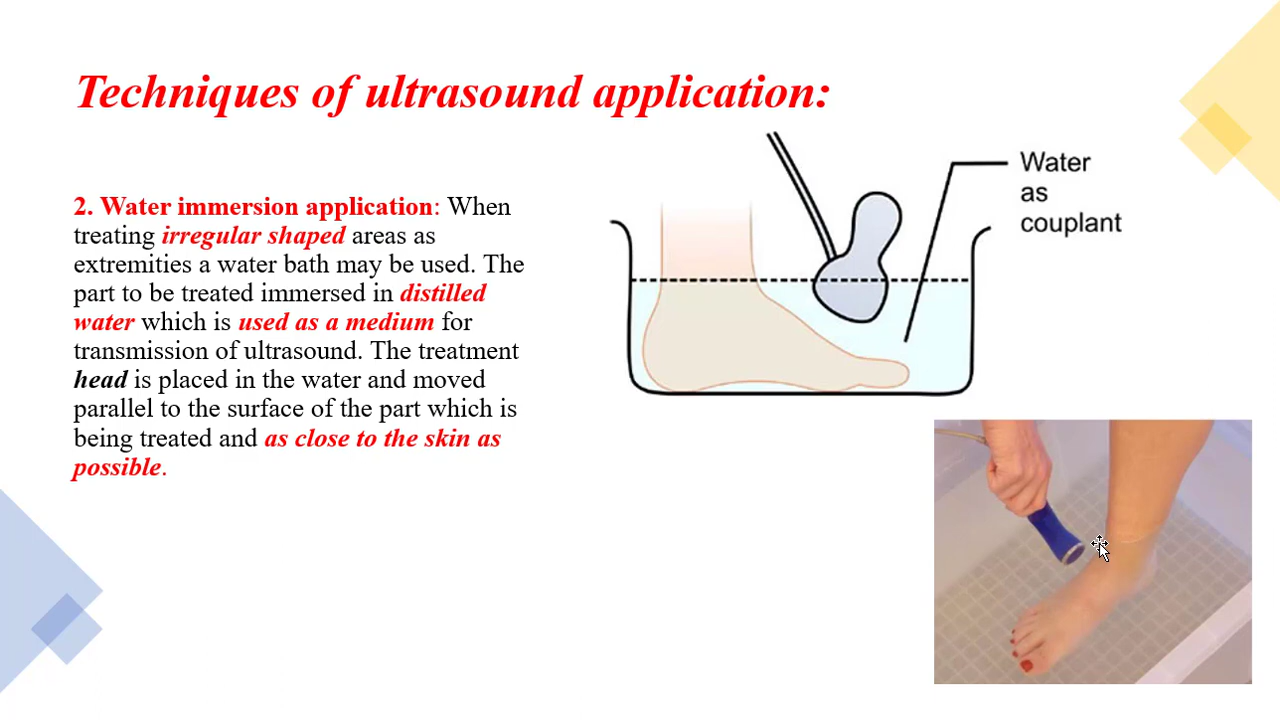 Techniques of ultrasound application:
2. Water immersion application: When
treating irregular shaped areas as
extremities a water bath may be used. The
part to be treated immersed in distilled
water which is used as a medium for
transmission of ultrasound. The treatment
head is placed in the water and moved
parallel to the surface of the part which is
being treated and as close to the skin as
possible.
Water
as
couplant